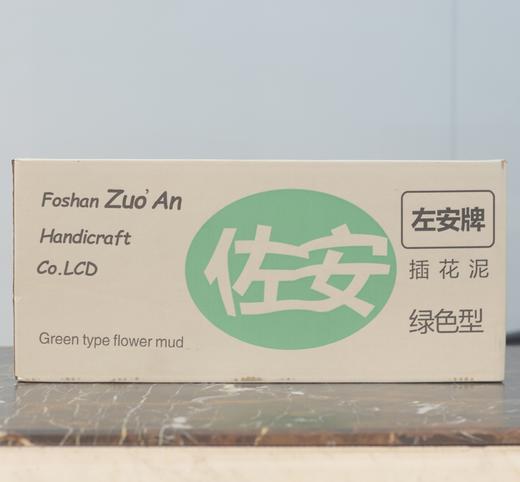 Foshan Zuo'An
Handicraft
Co.LCD
Green type flower mud
佐安
左安牌
插花泥
绿色型